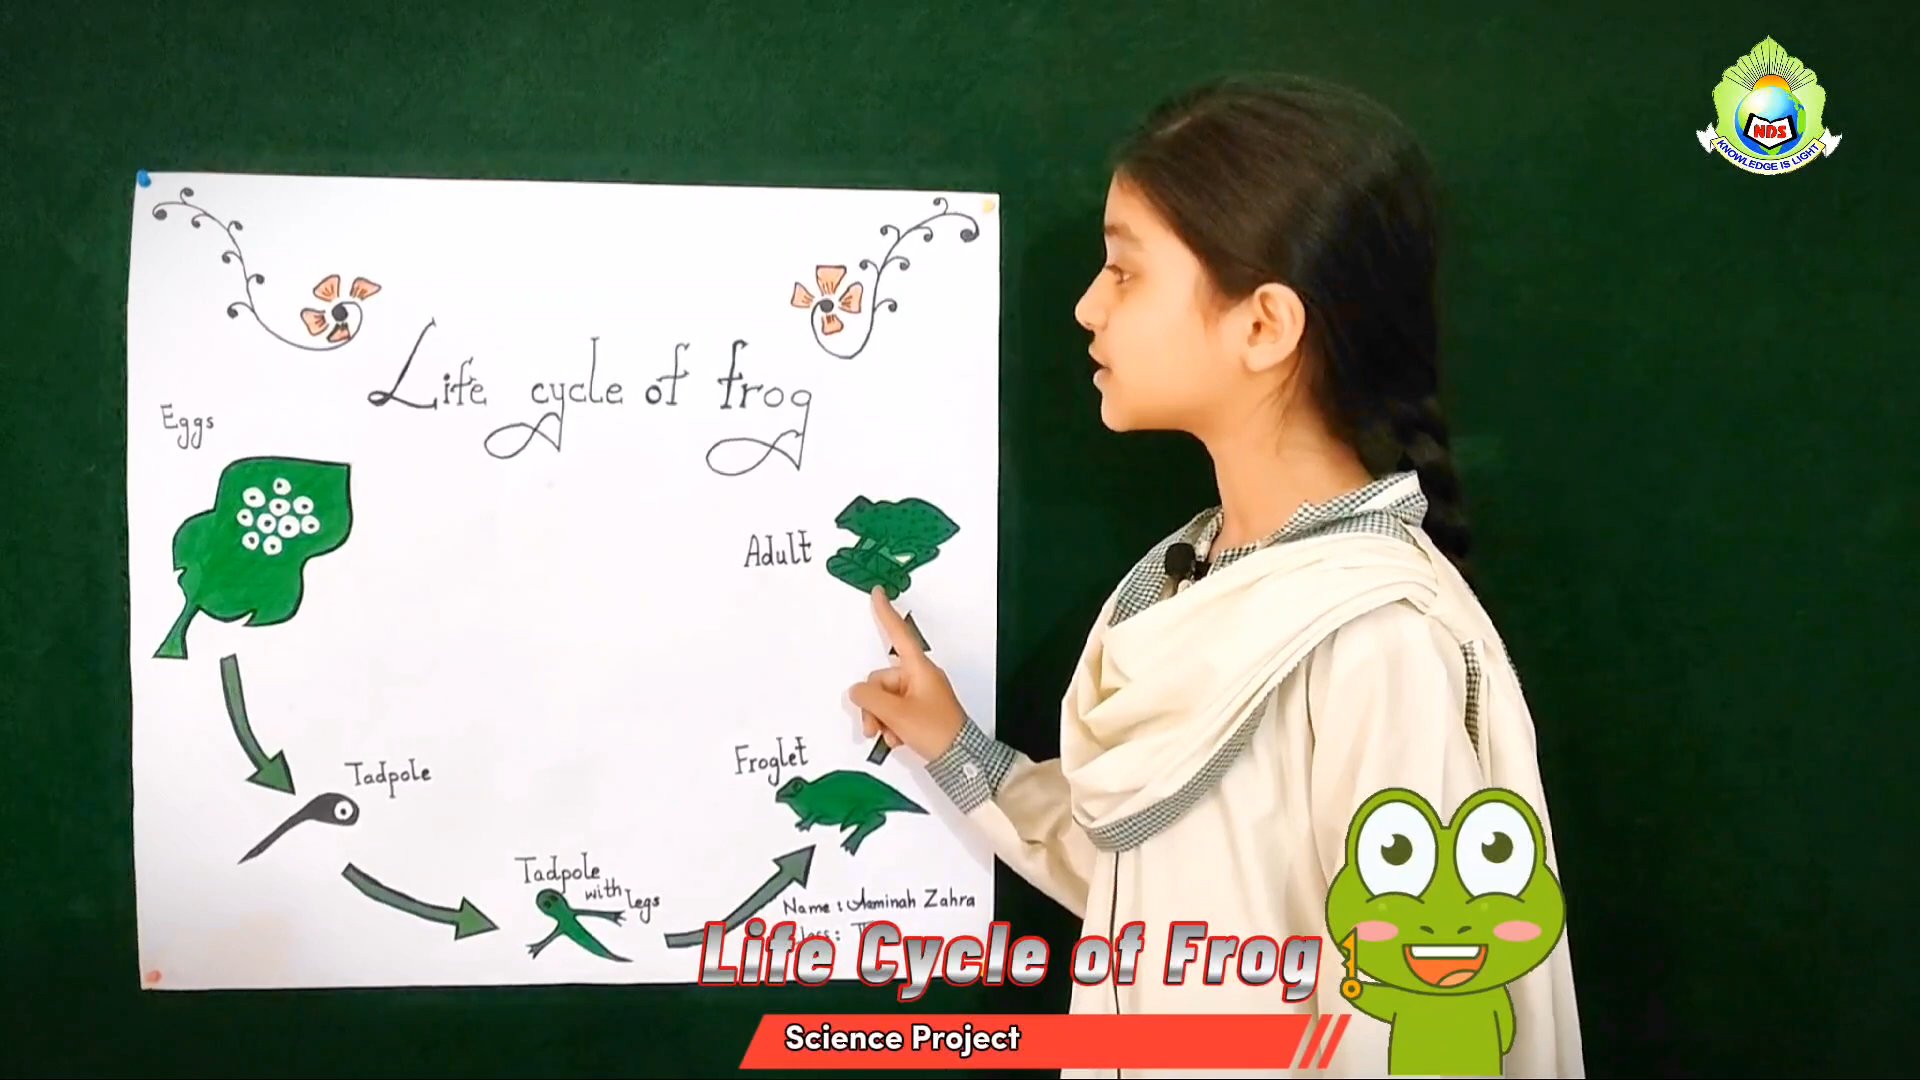 NDS
KNOWLEDGE IS LIGHT
Life cycle of frog
Eggs
Adult
Tadpole
Froglet
Tadpole
with legs
Name: Aaminah Zahra
Life Cycle of Frog
Science Project